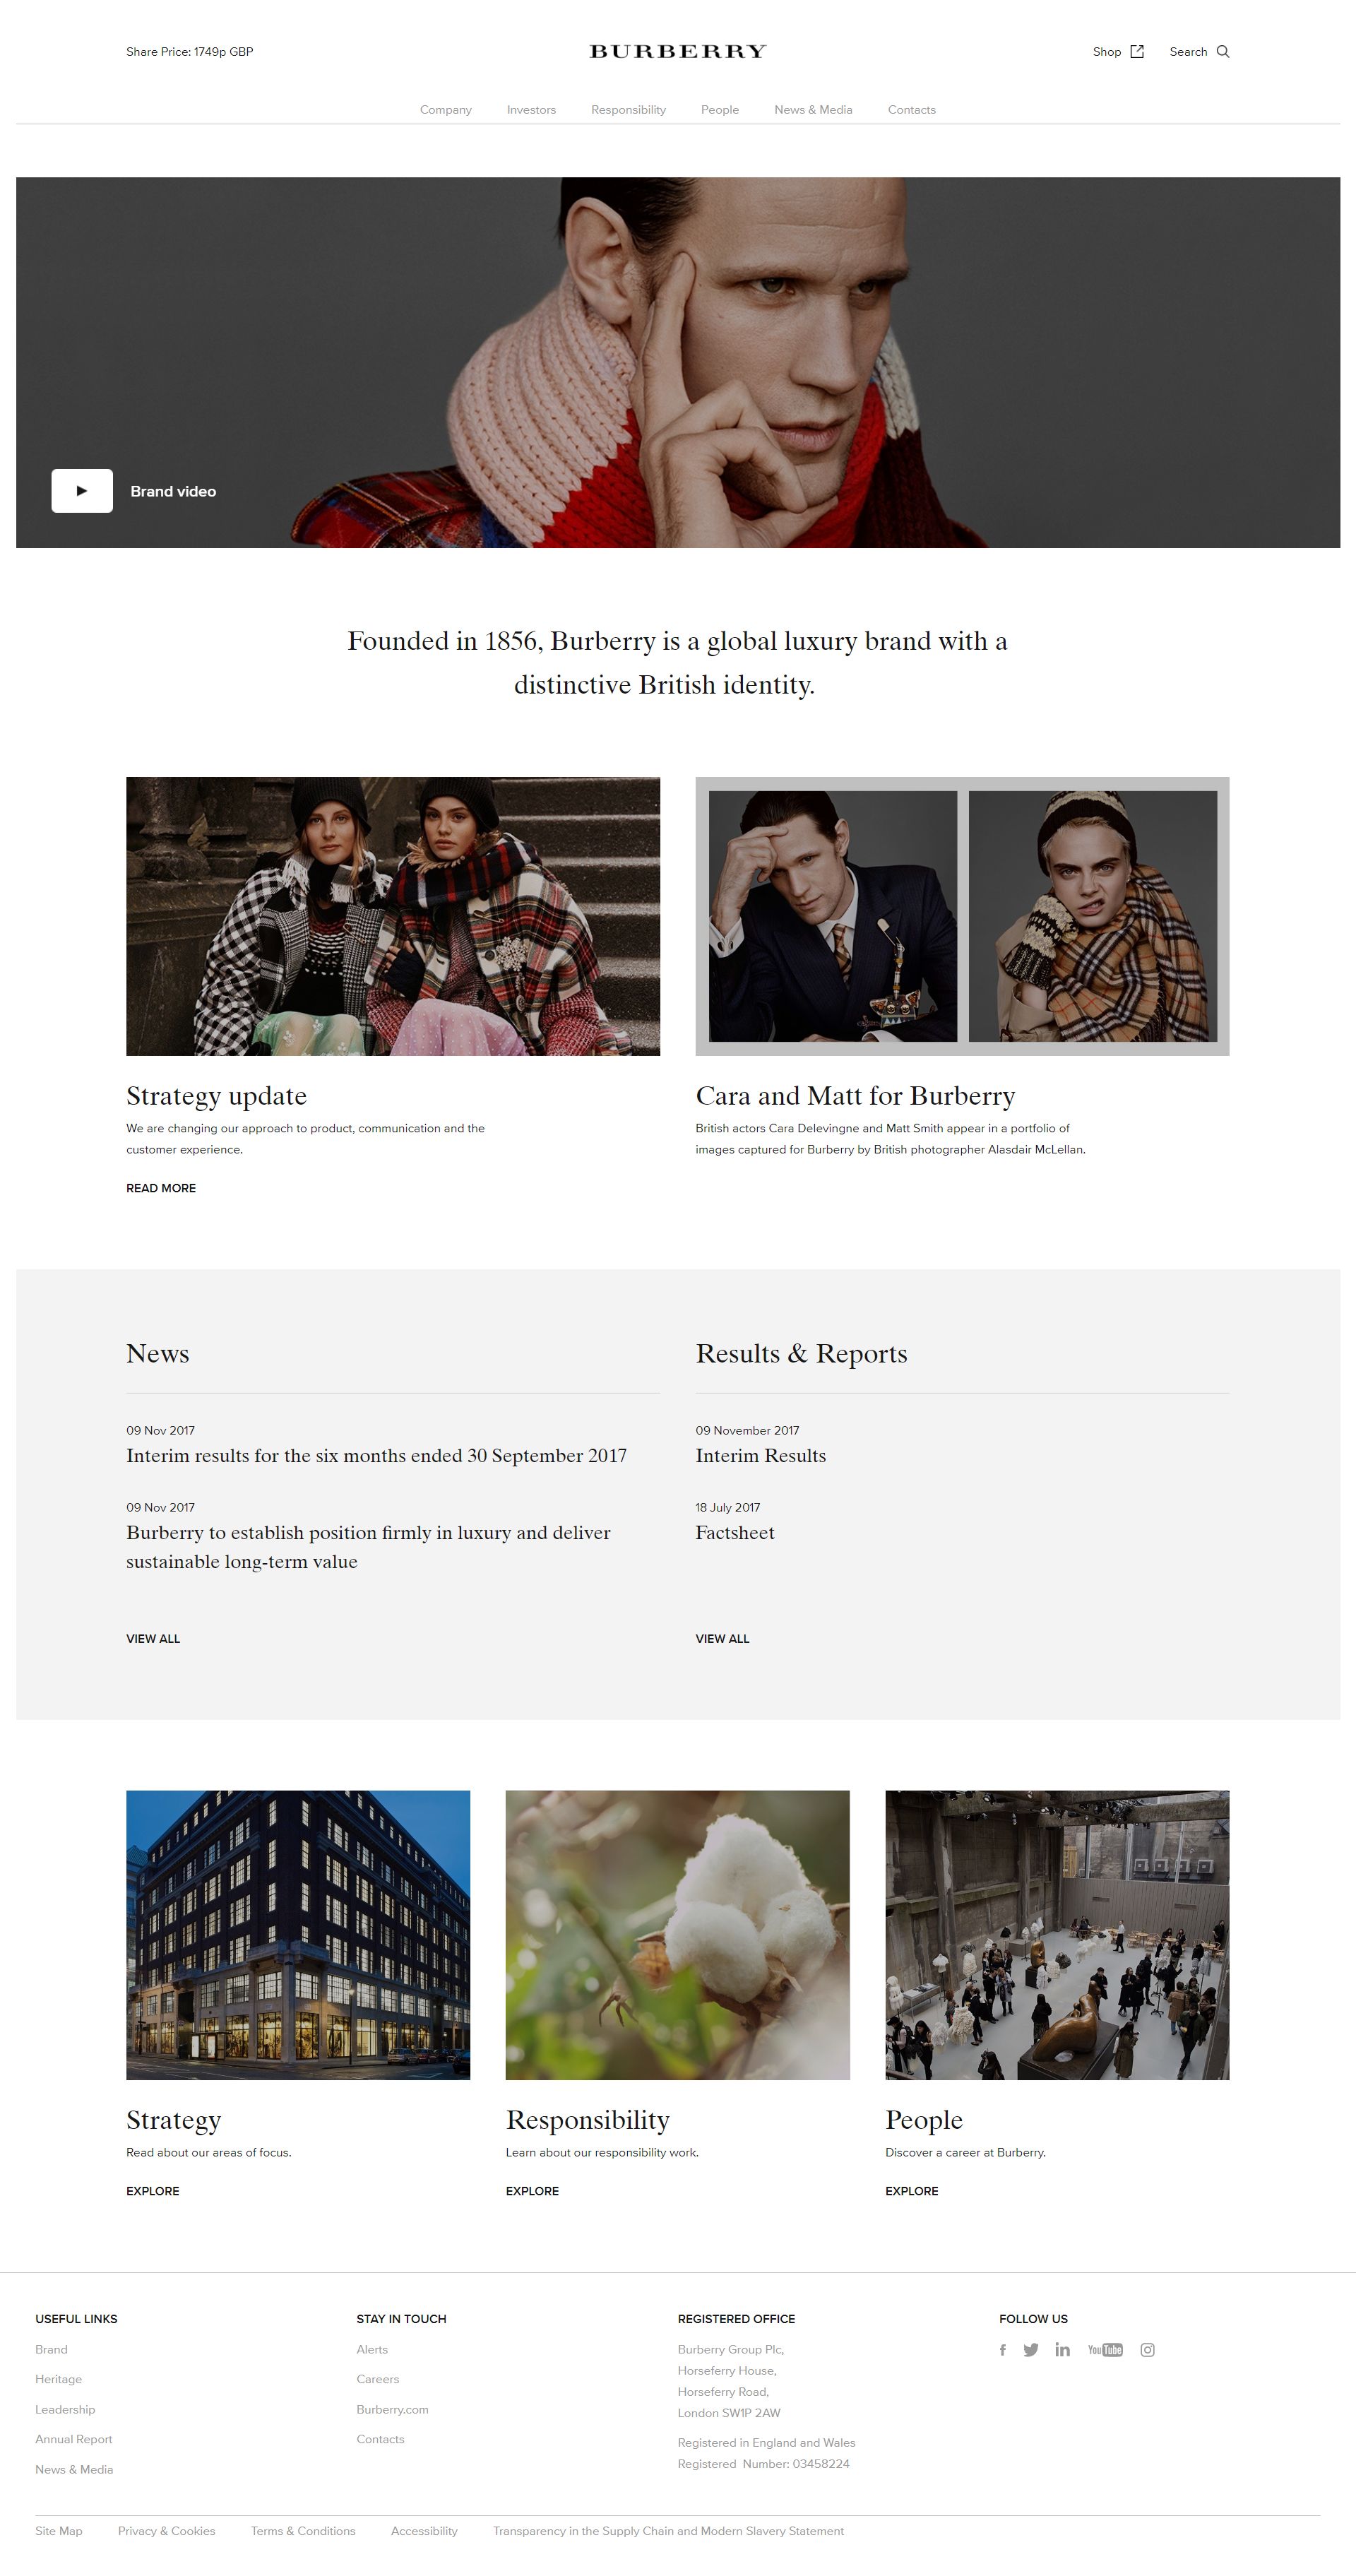 Share Price: 1749p GBP
BURBERRY
Shop
Search
Company
Investors
Responsibility
People
News & Media
Contacts
Brand video
Founded in 1856, Burberry is a global luxury brand with a
distinctive British identity.
Strategy update
We are changing our approach to product, communication and the
customer experience.
READ MORE
Cara and Matt for Burberry
British actors Cara Delevingne and Matt Smith appear in a portfolio of
images captured for Burberry by British photographer Alasdair McLellan.
News
09 Nov 2017
Interim results for the six months ended 30 September 2017
09 Nov 2017
Burberry to establish position firmly in luxury and deliver
sustainable long-term value
VIEW ALL
Results & Reports
09 November 2017
Interim Results
18 July 2017
Factsheet
VIEW ALL
Strategy
Read about our areas of focus.
EXPLORE
Responsibility
Learn about our responsibility work.
EXPLORE
People
Discover a career at Burberry.
EXPLORE
USEFUL LINKS
Brand
Heritage
Leadership
Annual Report
News & Media
STAY IN TOUCH
Alerts
Careers
Burberry.com
Contacts
REGISTERED OFFICE
Burberry Group Plc,
Horseferry House,
Horseferry Road,
London SW1P 2AW
Registered in England and Wales
Registered Number: 03458224
FOLLOW US
f
in
YouTube
Site Map
Privacy & Cookies
Terms & Conditions
Accessibility
Transparency in the Supply Chain and Modern Slavery Statement